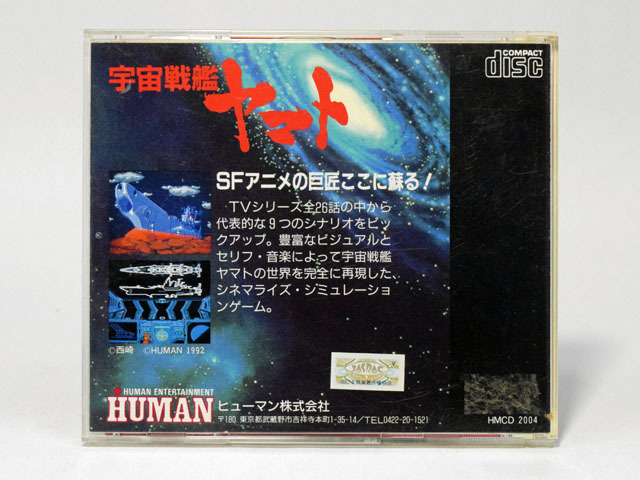 COMPACT
disc
宇宙戦艦
ヤマト
SFアニメの巨匠ここに蘇る!
TVシリーズ全26話の中から
代表的な9つのシナリオをピッ
クアップ。豊富なビジュアルと
セリフ・音楽によって宇宙戦艦
ヤマトの世界を完全に再現した、
シネマライズ・シミュレーショ
ンゲーム。
©西崎 ©HUMAN 1992
HUMAN ENTERTAINMENT
HUMAN
ヒューマン株式会社
〒180 東京都武蔵野市吉祥寺本町1-35-14/TEL0422-20-1521
HMCD 2004